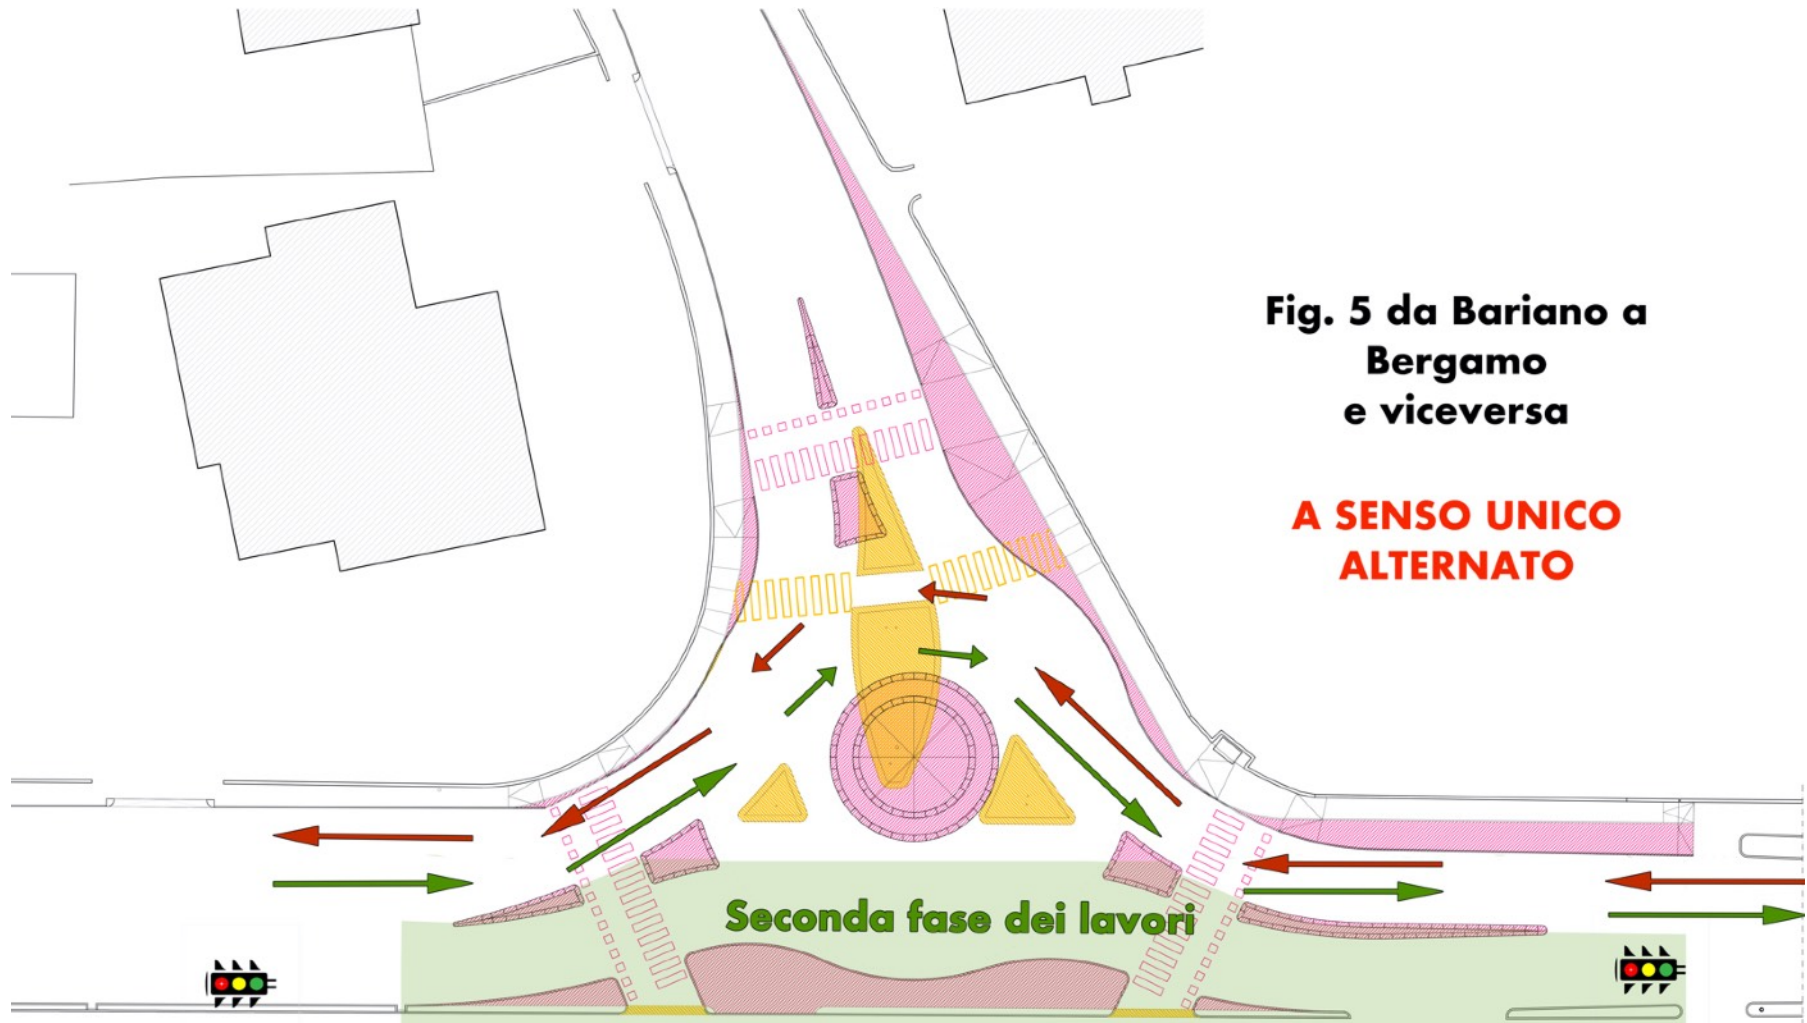 Fig. 5 da Bariano a
Bergamo
e viceversa
A SENSO UNICO
ALTERNATO
Seconda fase dei lavori